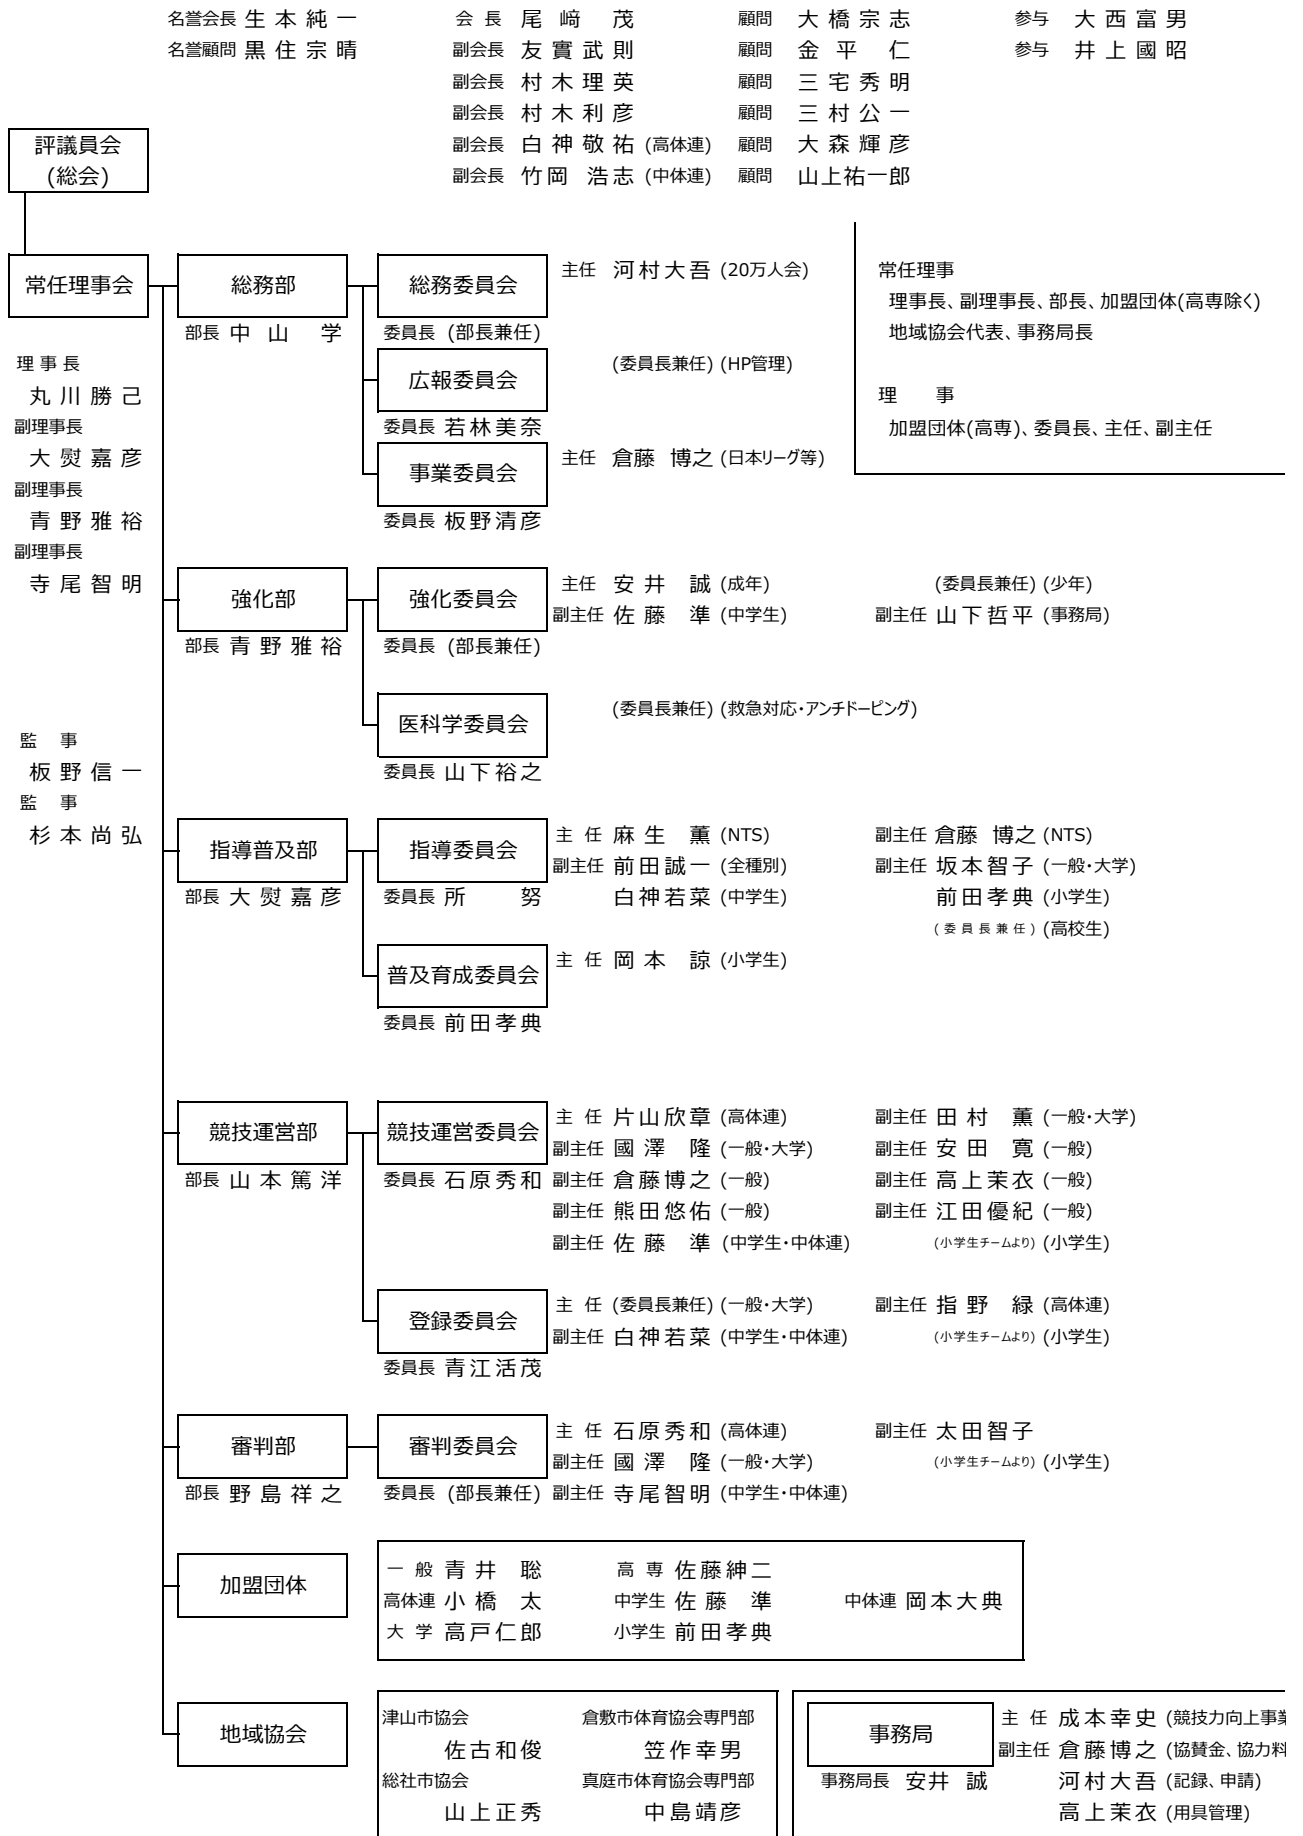 名誉会長 生本純一 会長 尾﨑 茂 顧問 大橋宗志 参与 大西富男
名誉顧問 黒住宗晴 副会長 友實武則 顧問 金平 仁 参与 井上國昭
副会長 村木理英 顧問 三宅秀明
副会長 村木利彦 顧問 三村公一
副会長 白神敬祐 (高体連) 顧問 大森輝彦
副会長 竹岡 浩志 (中体連) 顧問 山上祐一郎
評議員会
(総会)
常任理事会
理事長
丸川勝己
副理事長
大熨嘉彦
副理事長
青野雅裕
副理事長
寺尾智明
監 事
板野信一
監 事
杉本尚弘
総務部
部長 中山 学
総務委員会
委員長 (部長兼任)
主任 河村大吾 (20万人会)
広報委員会
委員長 若林美奈
(委員長兼任) (HP管理)
事業委員会
委員長 板野清彦
主任 倉藤 博之 (日本リーグ等)
常任理事
理事長、副理事長、部長、加盟団体(高専除く)
地域協会代表、事務局長
理 事
加盟団体(高専)、委員長、主任、副主任
強化部
部長 青野雅裕
強化委員会
委員長 (部長兼任)
主任 安井 誠 (成年) (委員長兼任) (少年)
副主任 佐藤 準 (中学生) 副主任 山下哲平 (事務局)
医科学委員会
委員長 山下裕之
(委員長兼任) (救急対応・アンチドーピング)
指導普及部
部長 大熨嘉彦
指導委員会
委員長 所 努
主 任 麻生 薫 (NTS) 副主任 倉藤 博之 (NTS)
副主任 前田誠一 (全種別) 副主任 坂本智子 (一般・大学)
白神若菜 (中学生) 前田孝典 (小学生)
(委員長兼任) (高校生)
普及育成委員会
委員長 前田孝典
主 任 岡本 諒 (小学生)
競技運営部
部長 山本篤洋
競技運営委員会
委員長 石原秀和
主 任 片山欣章 (高体連) 副主任 田村 薫 (一般・大学)
副主任 國澤 隆 (一般・大学) 副主任 安田 寛 (一般)
副主任 倉藤博之 (一般) 副主任 高上茉衣 (一般)
副主任 熊田悠佑 (一般) 副主任 江田優紀 (一般)
副主任 佐藤 準 (中学生・中体連) (小学生チームより) (小学生)
登録委員会
委員長 青江活茂
主 任 (委員長兼任) (一般・大学) 副主任 指野 緑 (高体連)
副主任 白神若菜 (中学生・中体連) (小学生チームより) (小学生)
審判部
部長 野島祥之
審判委員会
委員長 (部長兼任)
主 任 石原秀和 (高体連) 副主任 太田智子
副主任 國澤 隆 (一般・大学) (小学生チームより) (小学生)
副主任 寺尾智明 (中学生・中体連)
加盟団体
一 般 青井 聡 高 専 佐藤紳二
高体連 小橋 太 中学生 佐藤 準 中体連 岡本大典
大 学 高戸仁郎 小学生 前田孝典
地域協会
津山市協会 倉敷市体育協会専門部
佐古和俊 笠作幸男
総社市協会 真庭市体育協会専門部
山上正秀 中島靖彦
事務局
事務局長 安井 誠
主 任 成本幸史 (競技力向上事業
副主任 倉藤博之 (協賛金、協力料
河村大吾 (記録、申請)
高上茉衣 (用具管理)